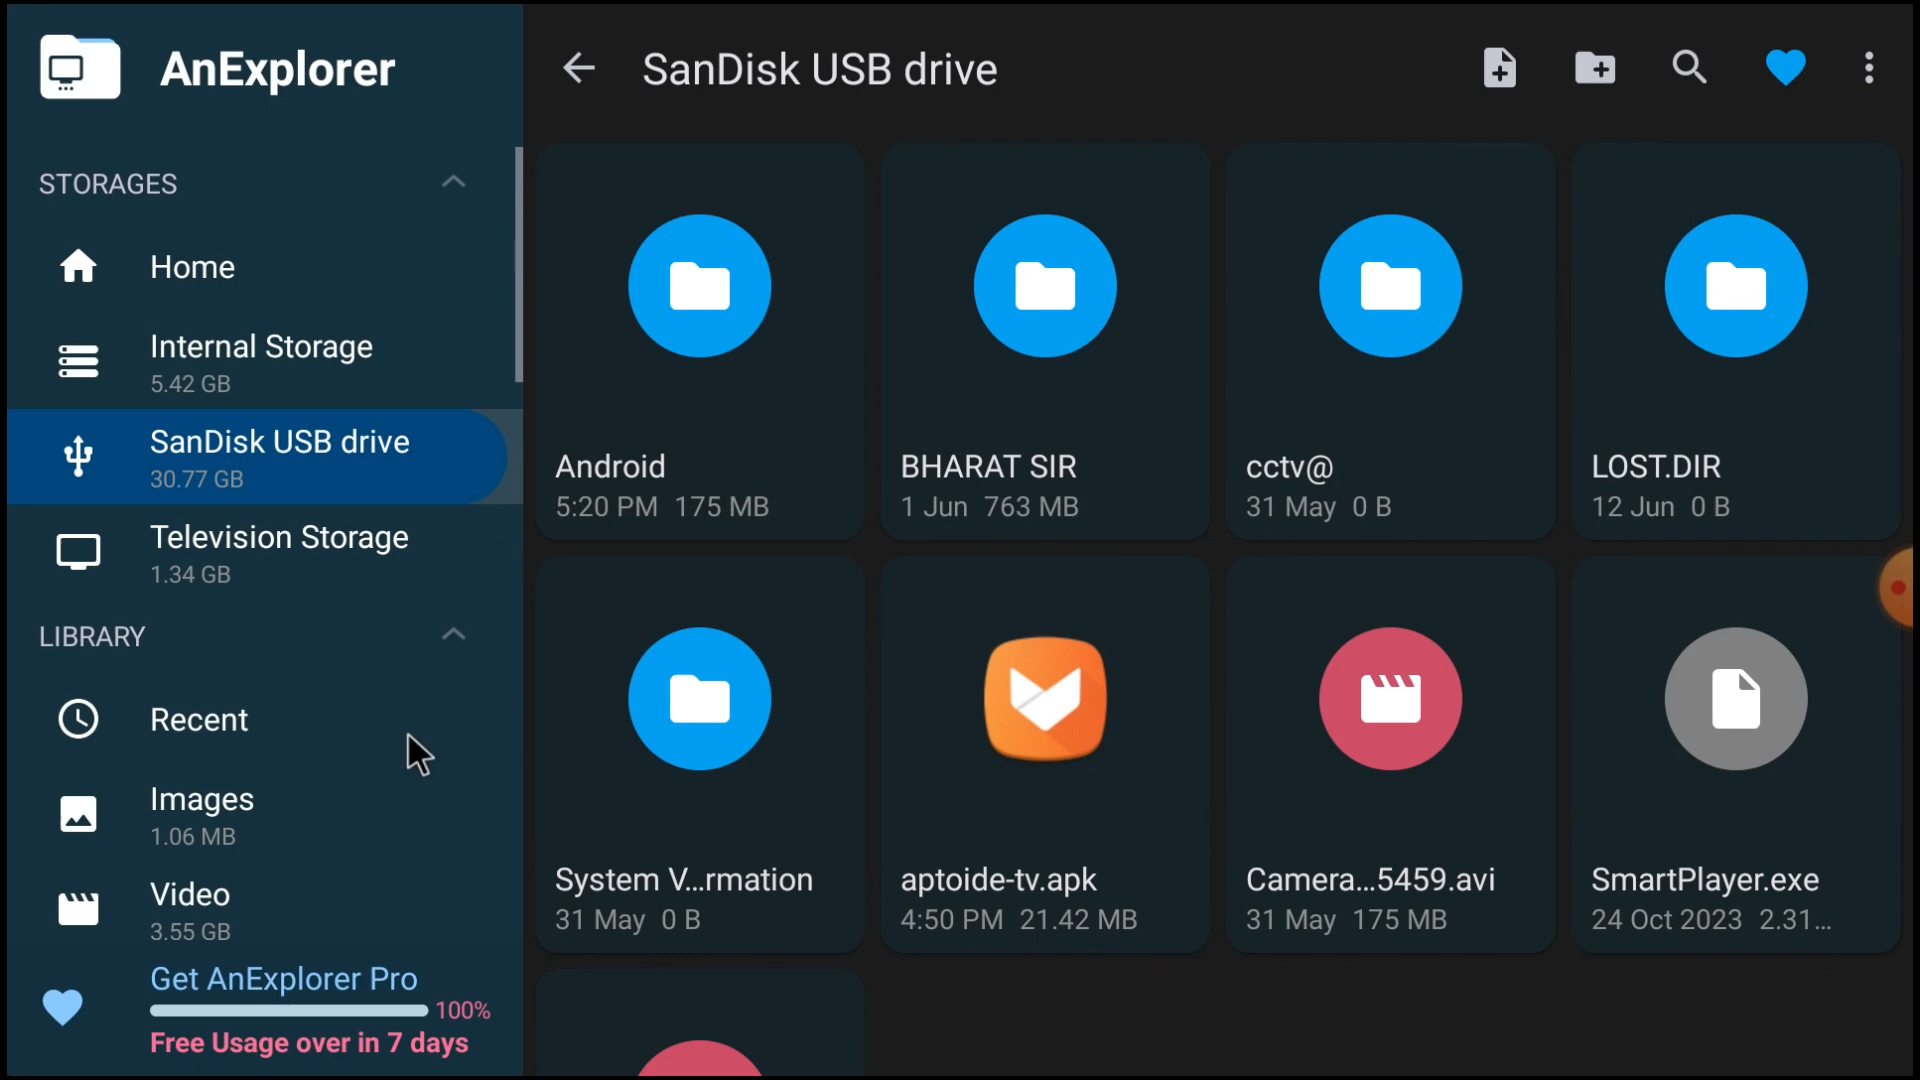 AnExplorer
STORAGES
Home
Internal Storage
5.42 GB
SanDisk USB drive
30.77 GB
Television Storage
1.34 GB
LIBRARY
Recent
Images
1.06 MB
Video
3.55 GB
Get AnExplorer Pro
100%
Free Usage over in 7 days
SanDisk USB drive
Android
5:20 PM 175 MB
BHARAT SIR
1 Jun 763 MB
cctv@
31 May 0 B
LOST.DIR
12 Jun 0 B
System V...rmation
31 May 0 B
aptoide-tv.apk
4:50 PM 21.42 MB
Camera...5459.avi
31 May 175 MB
SmartPlayer.exe
24 Oct 2023 2.31...